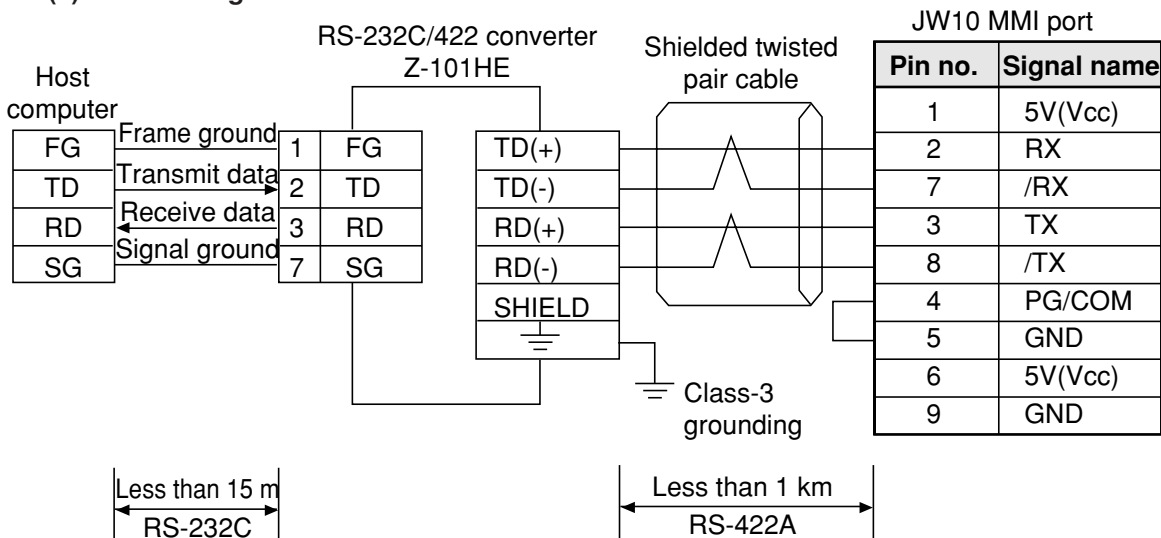 JW10 MMI port
RS-232C/422 converter
Z-101HE
Shielded twisted
pair cable
Host
computer
Pin no. Signal name
1 5V(Vcc)
2 RX
7 /RX
3 TX
8 /TX
4 PG/COM
5 GND
6 5V(Vcc)
9 GND
FG Frame ground 1 FG TD(+)
TD Transmit data 2 TD TD(-)
RD Receive data 3 RD RD(+)
SG Signal ground 7 SG RD(-)
SHIELD
Class-3
grounding
Less than 15 m
RS-232C
Less than 1 km
RS-422A